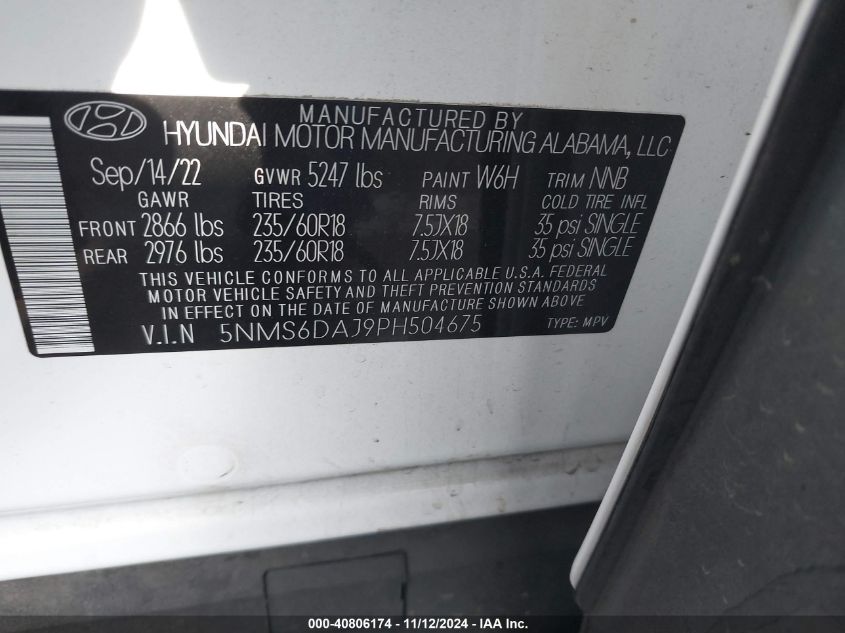 MANUFACTURED BY
HYUNDAI MOTOR MANUFACTURING ALABAMA, LLC
Sep/14/22 GVWR 5247 lbs PAINT W6H TRIM NNB
GAWR TIRES RIMS COLD TIRE INFL
FRONT 2866 lbs 235/60R18 7.5JX18 35 psi SINGLE
REAR 2976 lbs 235/60R18 7.5JX18 35 psi SINGLE
THIS VEHICLE CONFORMS TO ALL APPLICABLE U.S.A. FEDERAL
MOTOR VEHICLE SAFETY AND THEFT PREVENTION STANDARDS
IN EFFECT ON THE DATE OF MANUFACTURE SHOWN ABOVE
V.I.N 5NMS6DAJ9PH504675 TYPE: MPV
000-40806174 - 11/12/2024 - IAA Inc.